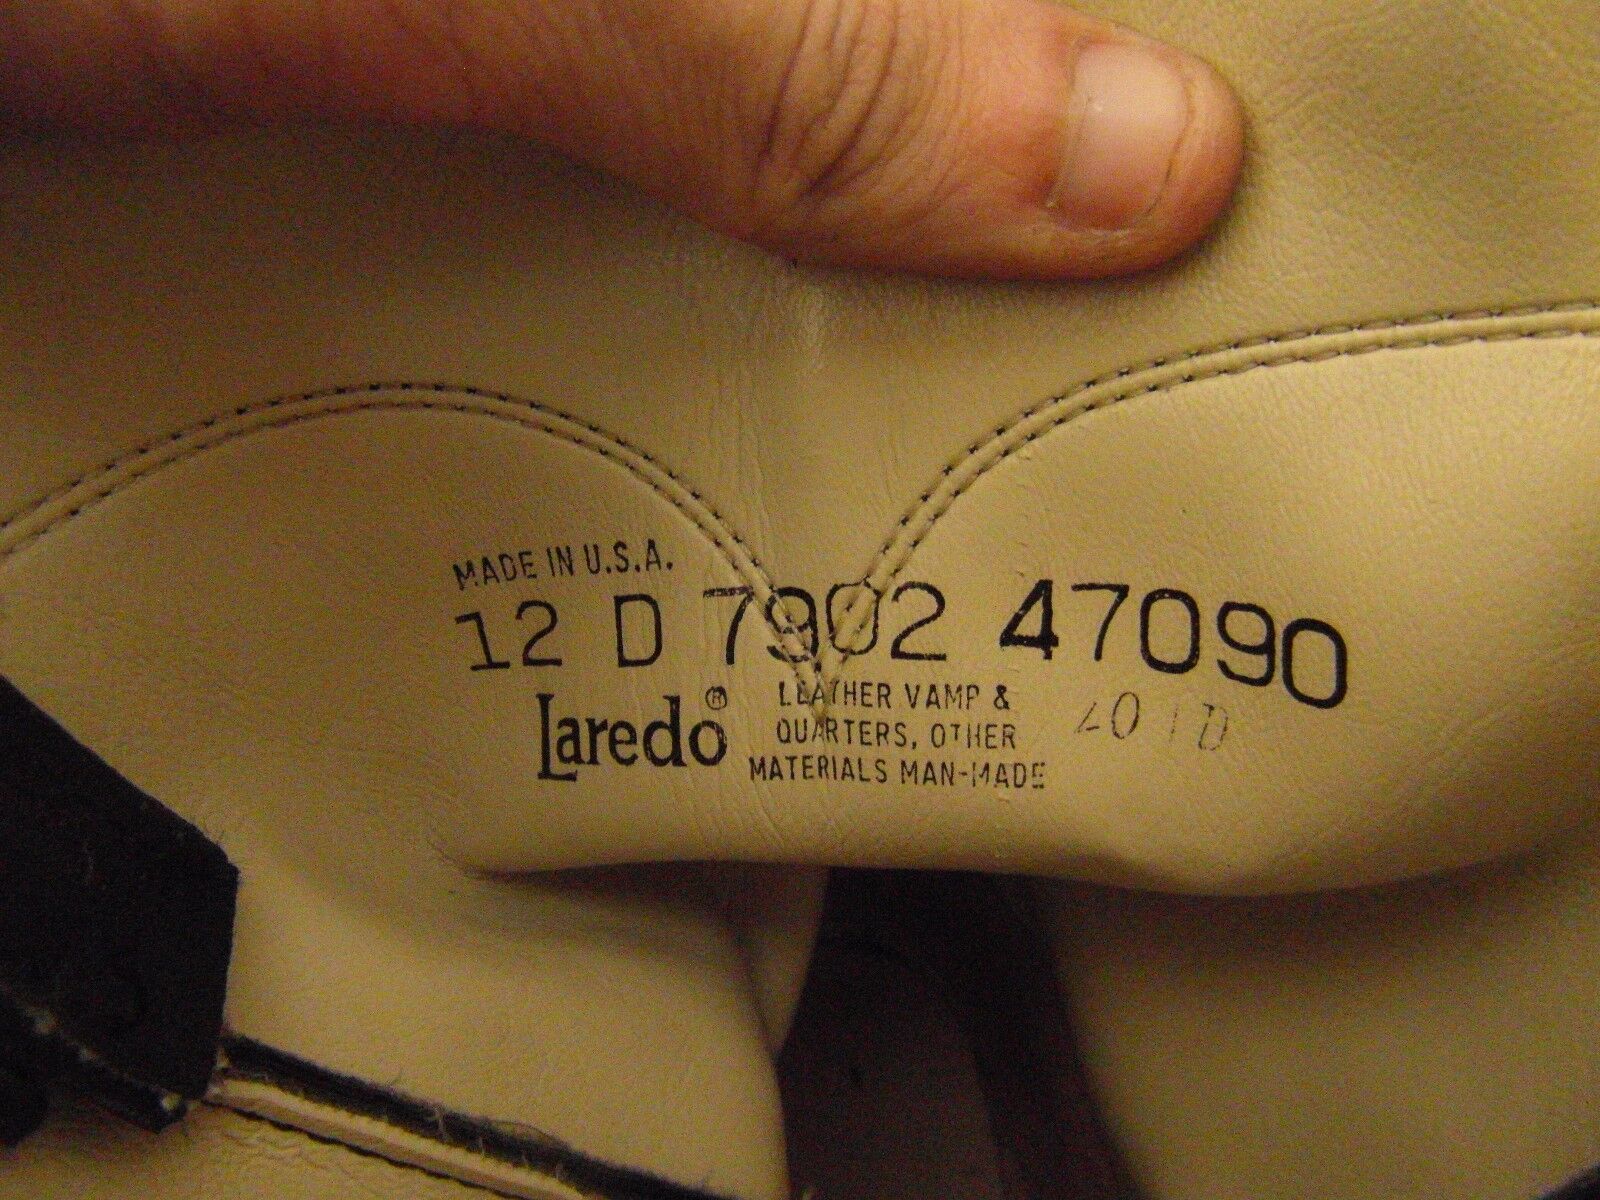 MADE IN U.S.A.
12 D 7902 47090
Laredo®
LEATHER VAMP &
QUARTERS, OTHER
MATERIALS MAN-MADE